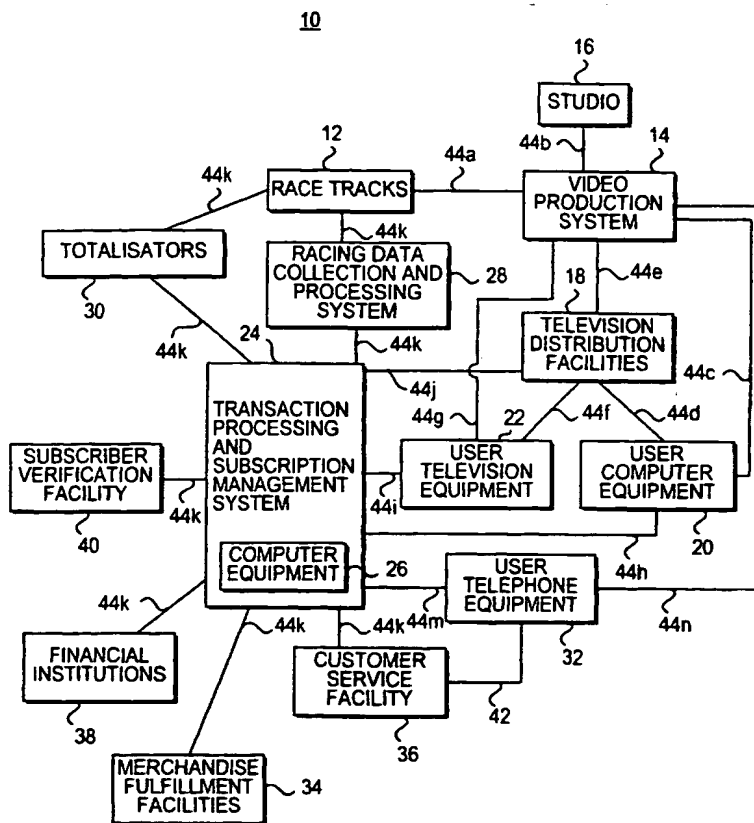 10
16
STUDIO
44b
14
12
44a
VIDEO
PRODUCTION
SYSTEM
44k
RACE TRACKS
TOTALISATORS
44k
RACING DATA
COLLECTION AND
PROCESSING
SYSTEM
28
44e
18
30
44k
24
44k
TELEVISION
DISTRIBUTION
FACILITIES
44j
44c
TRANSACTION
PROCESSING
AND
SUBSCRIPTION
MANAGEMENT
SYSTEM
44g
22
44f
44d
SUBSCRIBER
VERIFICATION
FACILITY
USER
TELEVISION
EQUIPMENT
USER
COMPUTER
EQUIPMENT
40
44k
44i
20
44h
COMPUTER
EQUIPMENT
26
USER
TELEPHONE
EQUIPMENT
44k
44k
44k
44m
32
44n
FINANCIAL
INSTITUTIONS
38
CUSTOMER
SERVICE
FACILITY
42
36
MERCHANDISE
FULFILLMENT
FACILITIES
34